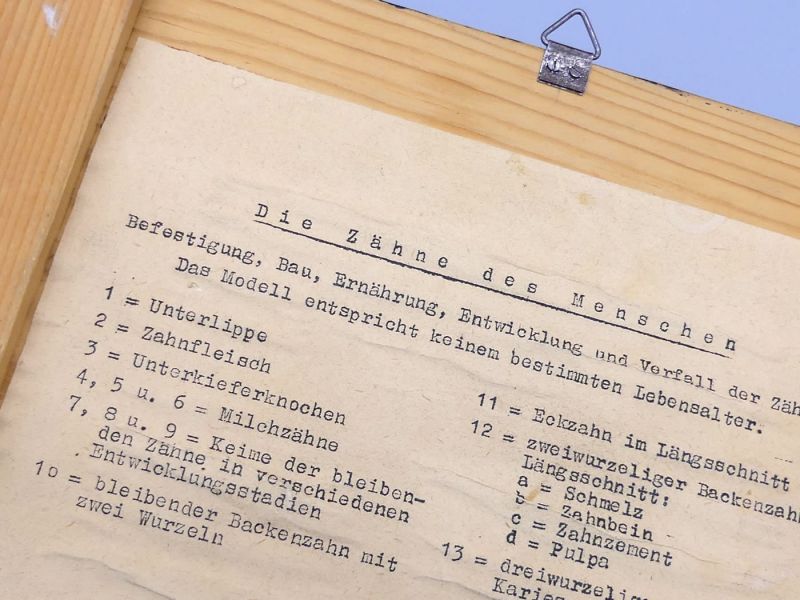 Die Zähne des Menschen
Befestigung, Bau, Ernährung, Entwicklung und Verfall der
Das Modell entspricht keinem bestimmten Lebensalter.
1 = Unterlippe
2 = Zahnfleisch
3 = Unterkieferknochen
4, 5 u. 6 = Milchzähne
7, 8 u. 9 = Keime der bleiben-
den Zähne in verschiedenen
Entwicklungsstadien
10 = bleibender Backenzahn mit
zwei Wurzeln
11 = Eckzahn im Längsschnitt
12 = zweiwurzeliger Backenzahn
Längsschnitt:
a = Schmelz
b = Zahnbein
c = Zahnzement
d = Pulpa
13 = dreiwurzelige
Karies